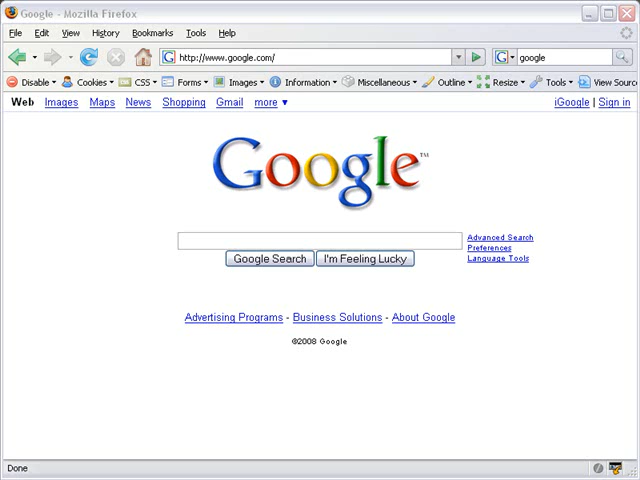 Google - Mozilla Firefox
File Edit View History Bookmarks Tools Help
http://www.google.com/ google
Disable Cookies CSS Forms Images Information Miscellaneous Outline Resize Tools View Source
Web Images Maps News Shopping Gmail more ▼ iGoogle | Sign in
Google™
Advanced Search
Preferences
Language Tools
Google Search I'm Feeling Lucky
Advertising Programs - Business Solutions - About Google
©2008 Google
Done